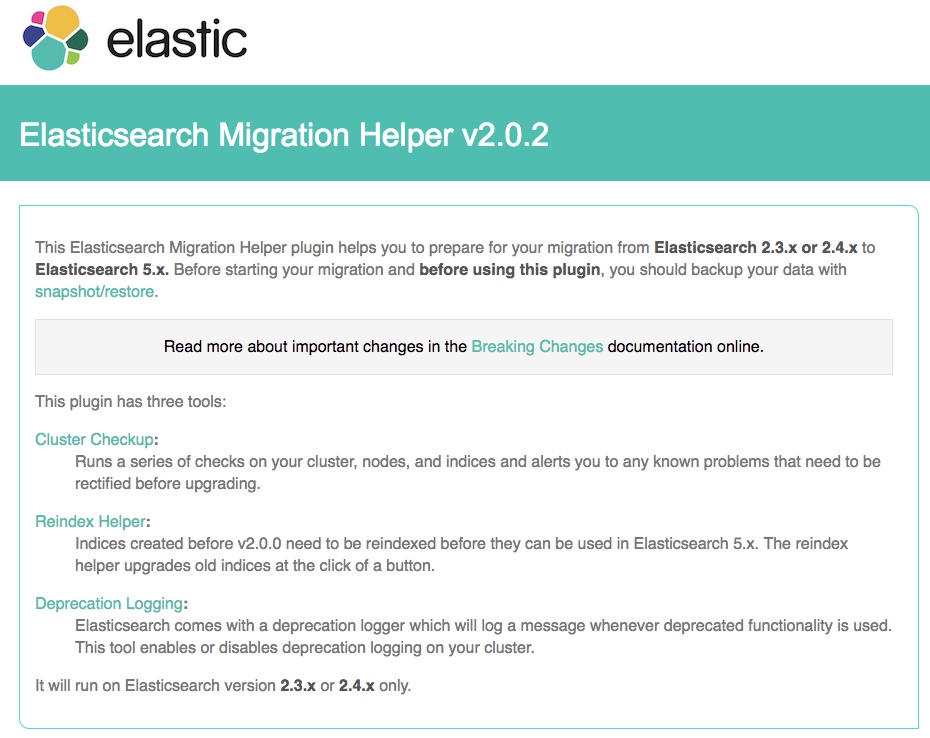 elastic
Elasticsearch Migration Helper v2.0.2
This Elasticsearch Migration Helper plugin helps you to prepare for your migration from Elasticsearch 2.3.x or 2.4.x to
Elasticsearch 5.x. Before starting your migration and before using this plugin, you should backup your data with
snapshot/restore.
Read more about important changes in the Breaking Changes documentation online.
This plugin has three tools:
Cluster Checkup:
Runs a series of checks on your cluster, nodes, and indices and alerts you to any known problems that need to be
rectified before upgrading.
Reindex Helper:
Indices created before v2.0.0 need to be reindexed before they can be used in Elasticsearch 5.x. The reindex
helper upgrades old indices at the click of a button.
Deprecation Logging:
Elasticsearch comes with a deprecation logger which will log a message whenever deprecated functionality is used.
This tool enables or disables deprecation logging on your cluster.
It will run on Elasticsearch version 2.3.x or 2.4.x only.